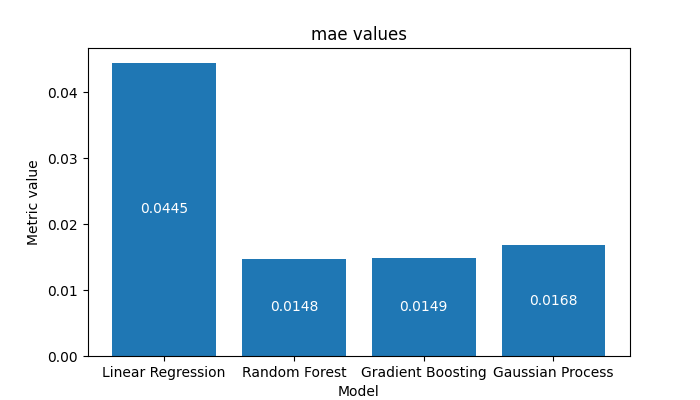 mae values
Metric value
0.04
0.03
0.02
0.01
0.00
0.0445
0.0148
0.0149
0.0168
Linear Regression
Random Forest
Gradient Boosting
Gaussian Process
Model